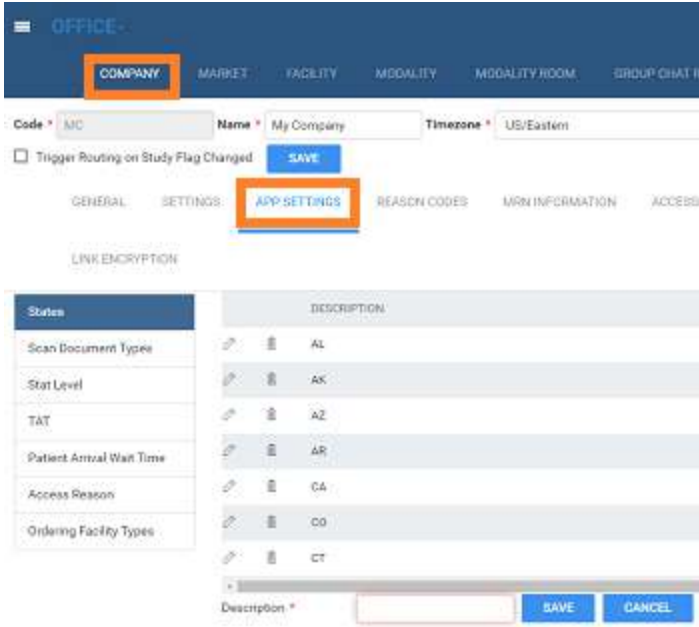 OFFICE-
COMPANY MARKET FACILITY MODALITY MODALITY ROOM GROUP CHAT
Code * MC Name * My Company Timezone * US/Eastern
Trigger Routing on Study Flag Changed SAVE
GENERAL SETTINGS APP SETTINGS REASON CODES MRN INFORMATION ACCESS
LINK ENCRYPTION
States DESCRIPTION
Scan Document Types AL
Stat Level AK
TAT AZ
Patient Arrival Wait Time AR
Access Reason CA
Ordering Facility Types CO
CT
Description * SAVE CANCEL